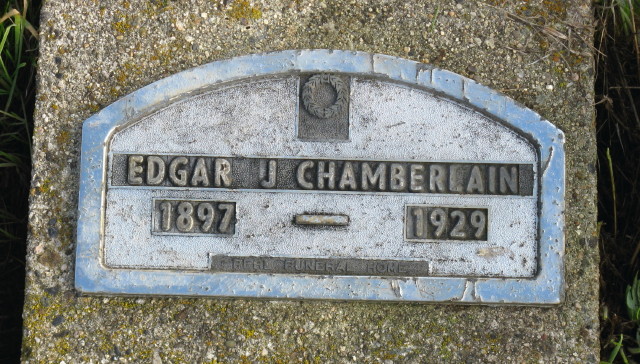 EDGAR J CHAMBERLAIN
1897 — 1929
FUNERAL HOME